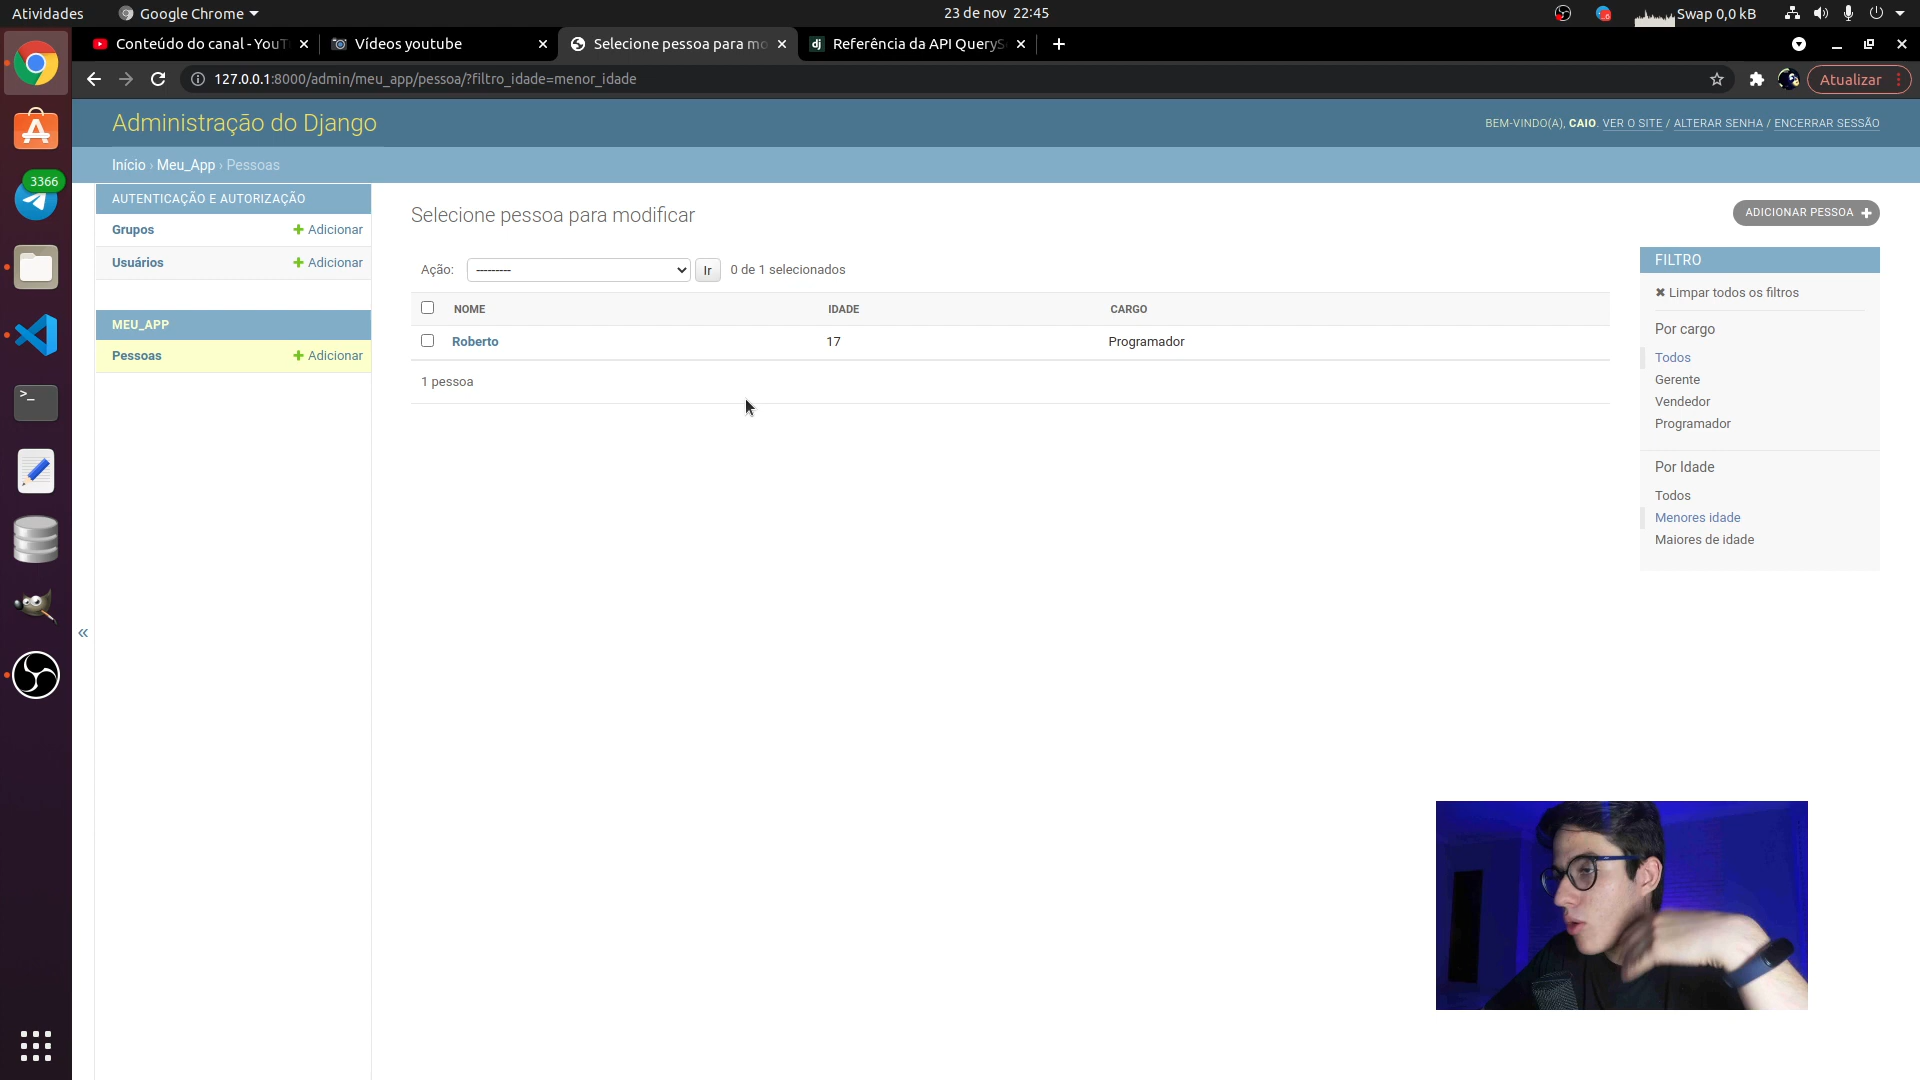 Atividades
Google Chrome
23 de nov 22:45
Swap 0,0 kB
Conteúdo do canal - YouT
Vídeos youtube
Selecione pessoa para mo
Referência da API QueryS
127.0.0.1:8000/admin/meu_app/pessoa/?filtro_idade=menor_idade
Atualizar
Administração do Django
BEM-VINDO(A), CAIO. VER O SITE / ALTERAR SENHA / ENCERRAR SESSÃO
Início › Meu_App › Pessoas
3366
AUTENTICAÇÃO E AUTORIZAÇÃO
Grupos
Adicionar
Usuários
Adicionar
MEU_APP
Pessoas
Adicionar
«
Selecione pessoa para modificar
ADICIONAR PESSOA
Ação:
---------
Ir
0 de 1 selecionados
NOME
IDADE
CARGO
Roberto
17
Programador
1 pessoa
FILTRO
✖ Limpar todos os filtros
Por cargo
Todos
Gerente
Vendedor
Programador
Por Idade
Todos
Menores idade
Maiores de idade